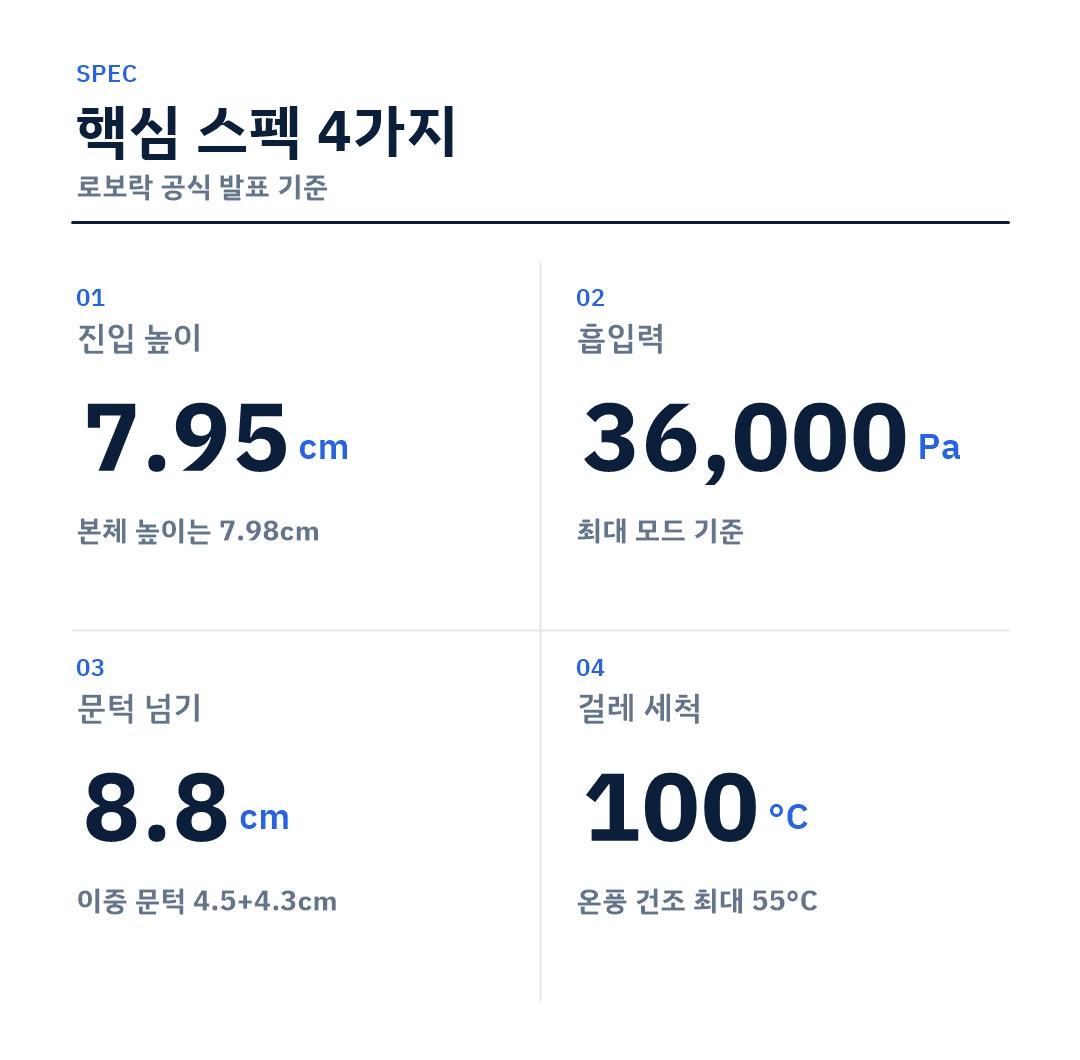 SPEC
핵심 스펙 4가지
로보락 공식 발표 기준
01
진입 높이
7.95 cm
본체 높이는 7.98cm
02
흡입력
36,000 Pa
최대 모드 기준
03
문턱 넘기
8.8 cm
이중 문턱 4.5+4.3cm
04
걸레 세척
100 °C
온풍 건조 최대 55°C